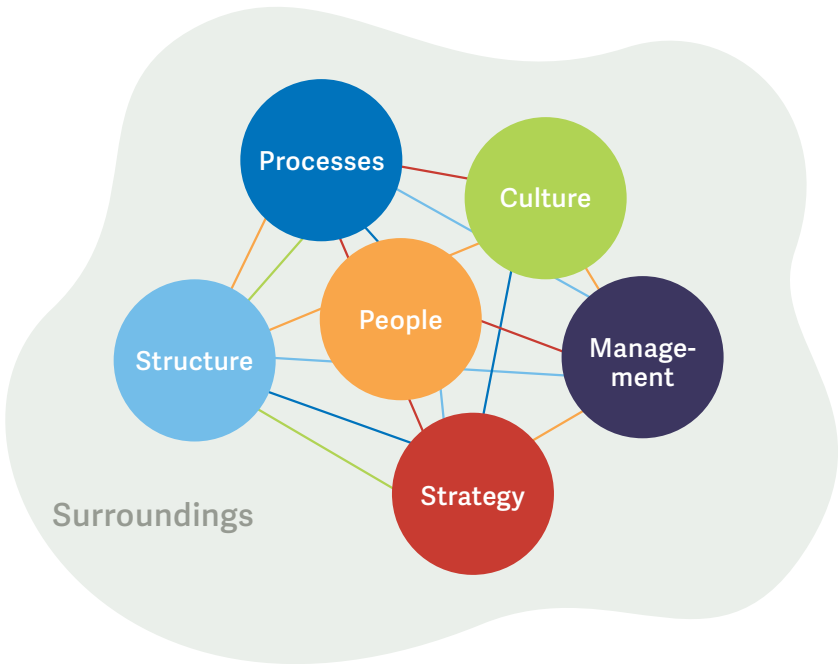 Processes
Culture
People
Structure
Manage-
ment
Strategy
Surroundings